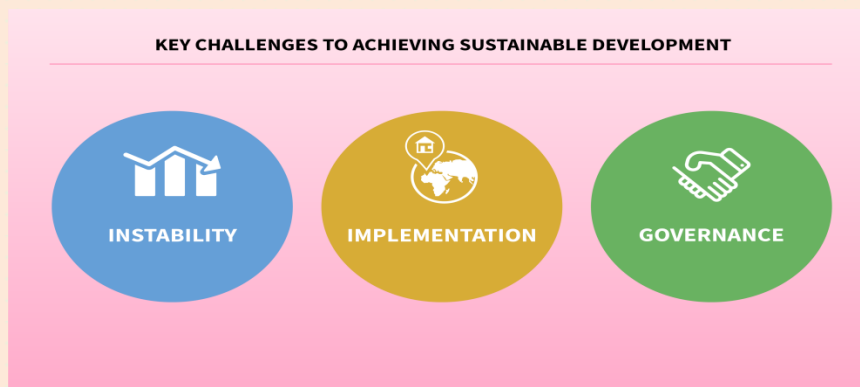 KEY CHALLENGES TO ACHIEVING SUSTAINABLE DEVELOPMENT
INSTABILITY
IMPLEMENTATION
GOVERNANCE